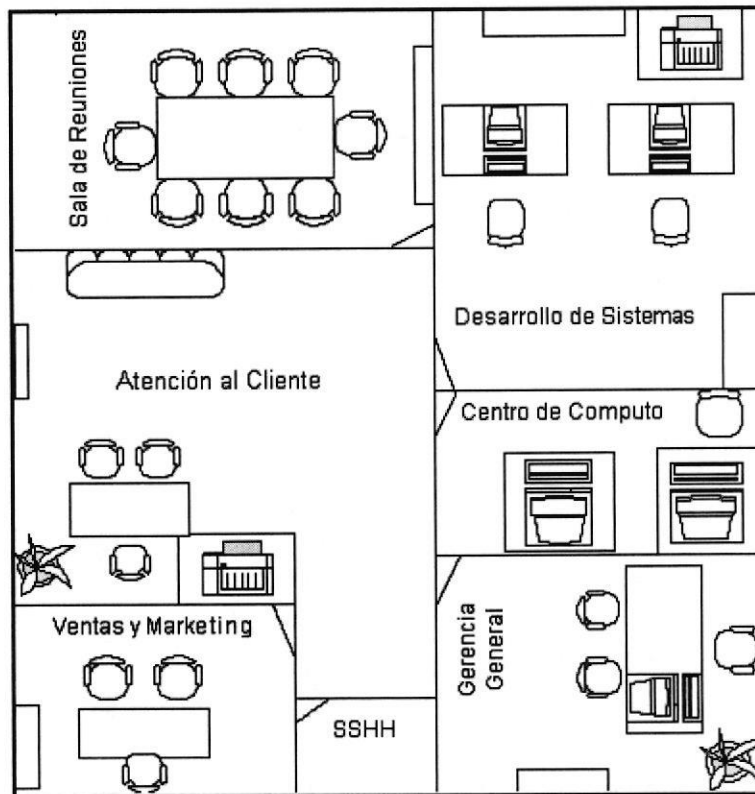 Sala de Reuniones
Desarrollo de Sistemas
Atención al Cliente
Centro de Computo
Ventas y Marketing
Gerencia
General
SSHH